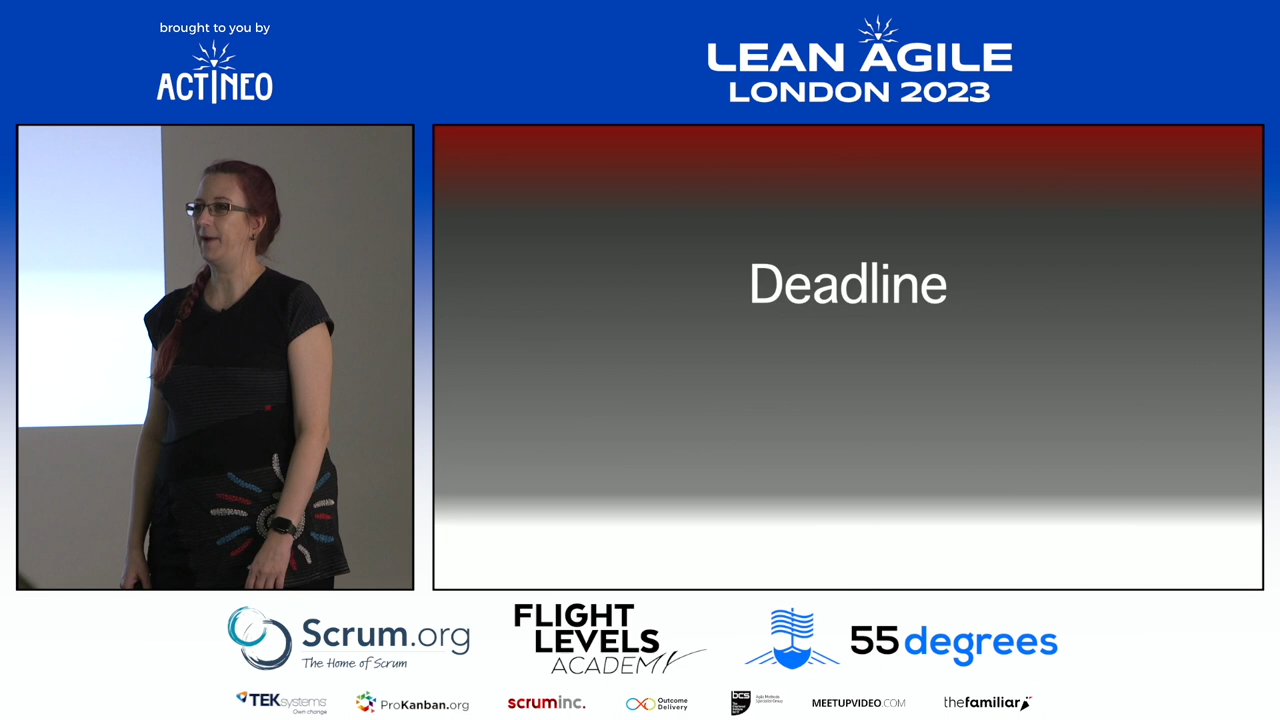 brought to you by
ACTINEO
LEAN AGILE
LONDON 2023
Deadline
Scrum.org
The Home of Scrum
FLIGHT
LEVELS
ACADEMY
55degrees
TEKsystems
Own change
ProKanban.org
scruminc.
Outcome
Delivery
bcs
MEETUPVIDEO.COM
thefamiliar